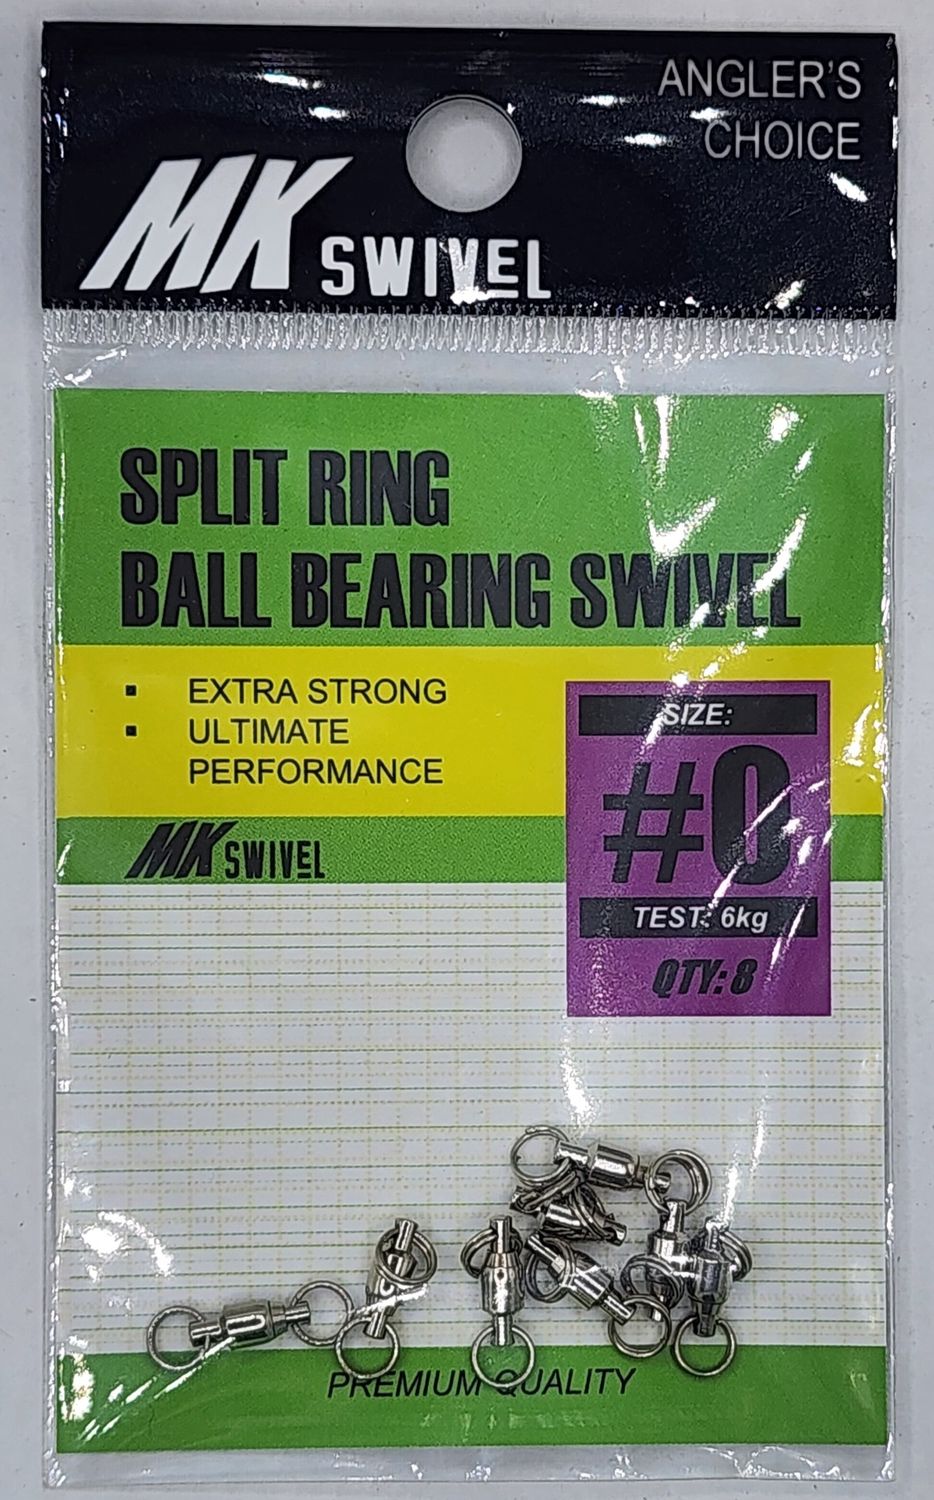 ANGLER'S
CHOICE
MK SWIVEL
SPLIT RING
BALL BEARING SWIVEL
▪ EXTRA STRONG
▪ ULTIMATE
PERFORMANCE
SIZE:
#0
TEST: 6kg
QTY: 8
MK SWIVEL
PREMIUM QUALITY